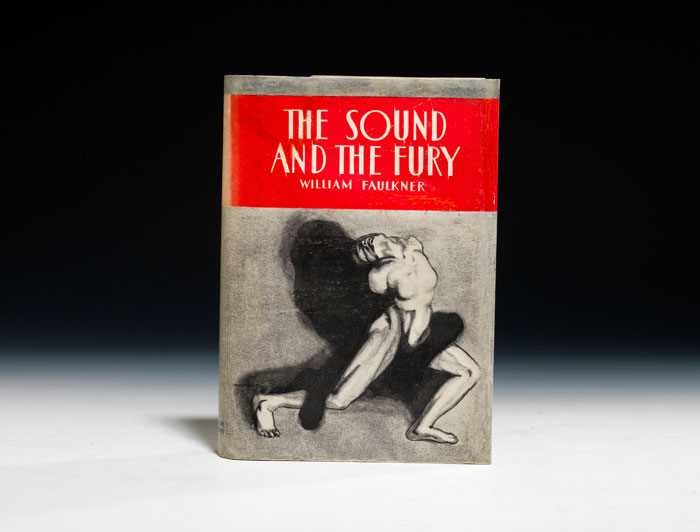 THE SOUND
AND THE FURY
WILLIAM FAULKNER